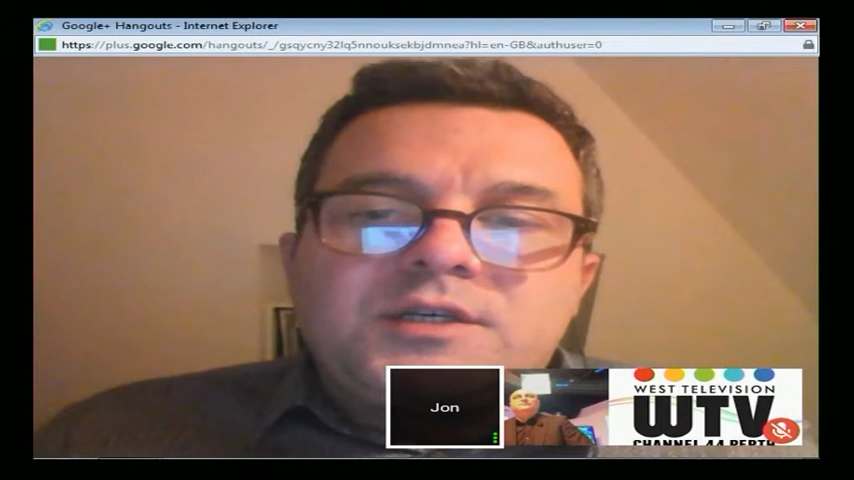 Google+ Hangouts - Internet Explorer
https://plus.google.com/hangouts/_/gsqycny32lq5nnouksekbjdmnea?hl=en-GB&authuser=0
Jon
WEST TELEVISION
WTV
CHANNEL 44 PERTH